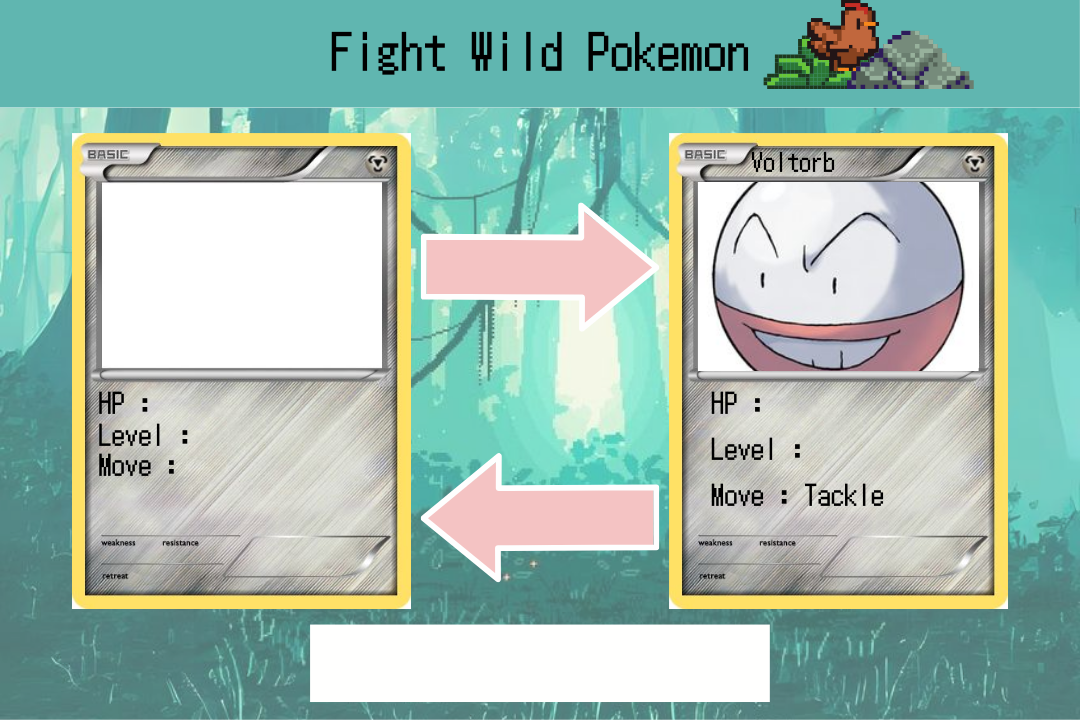 Fight Wild Pokemon
BASIC
HP :
Level :
Move :
weakness resistance
retreat
BASIC Voltorb
HP :
Level :
Move : Tackle
weakness resistance
retreat